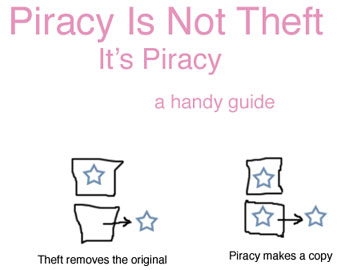 Piracy Is Not Theft
It's Piracy
a handy guide
Theft removes the original
Piracy makes a copy